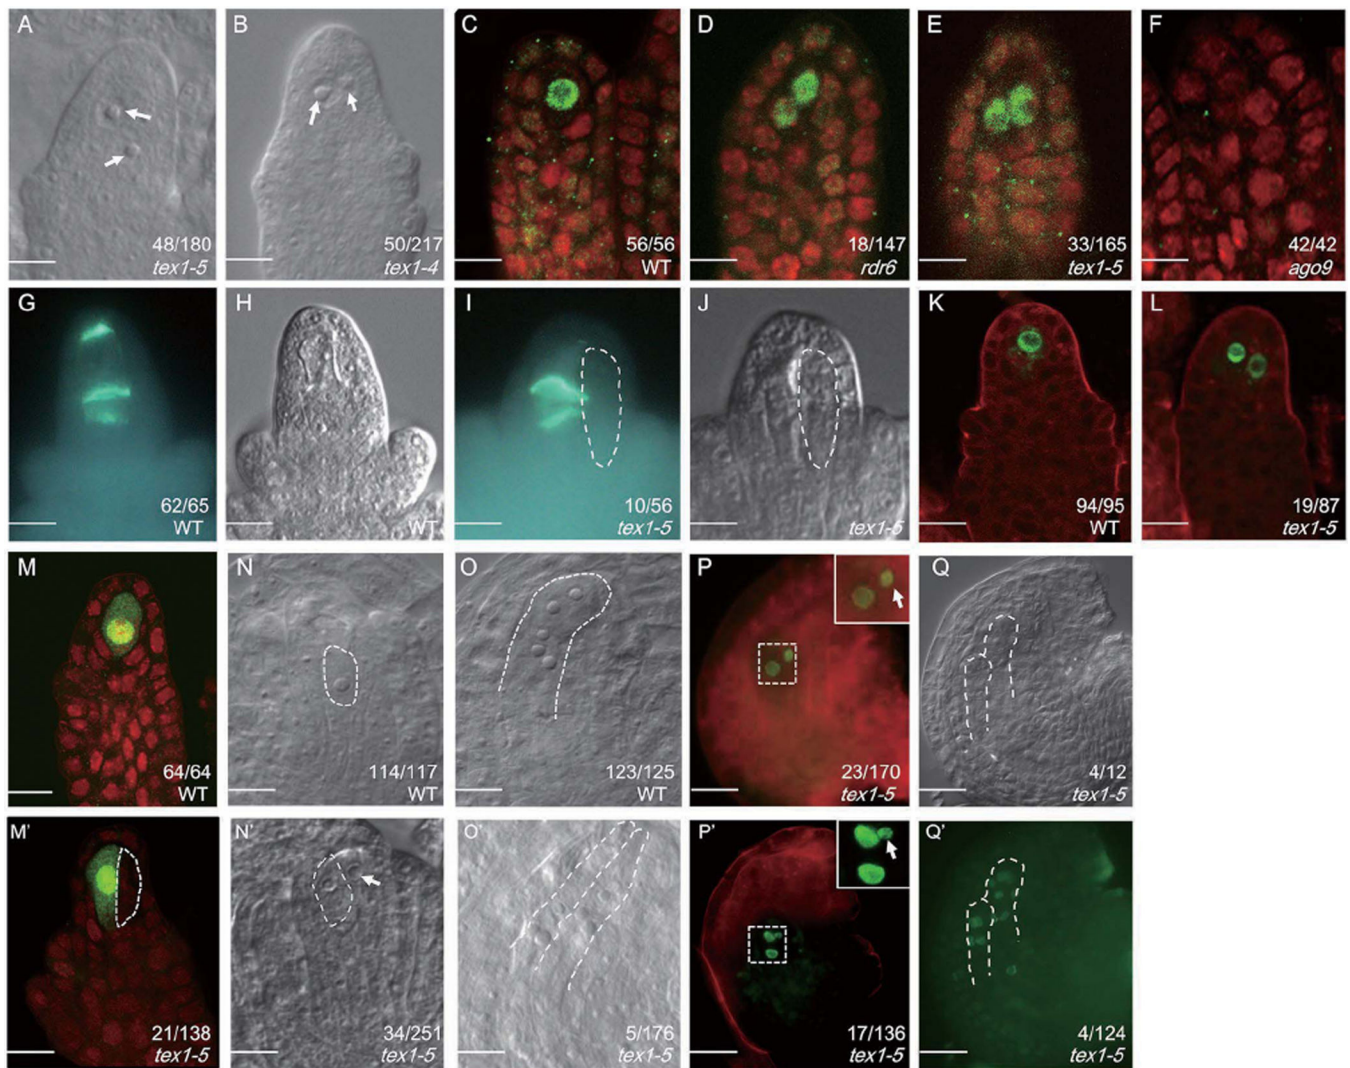 A
48/180
tex1-5
B
50/217
tex1-4
C
56/56
WT
D
18/147
rdr6
E
33/165
tex1-5
F
42/42
ago9
G
62/65
WT
H
WT
I
10/56
tex1-5
J
tex1-5
K
94/95
WT
L
19/87
tex1-5
M
64/64
WT
N
114/117
WT
O
123/125
WT
P
23/170
tex1-5
Q
4/12
tex1-5
M'
21/138
tex1-5
N'
34/251
tex1-5
O'
5/176
tex1-5
P'
17/136
tex1-5
Q'
4/124
tex1-5